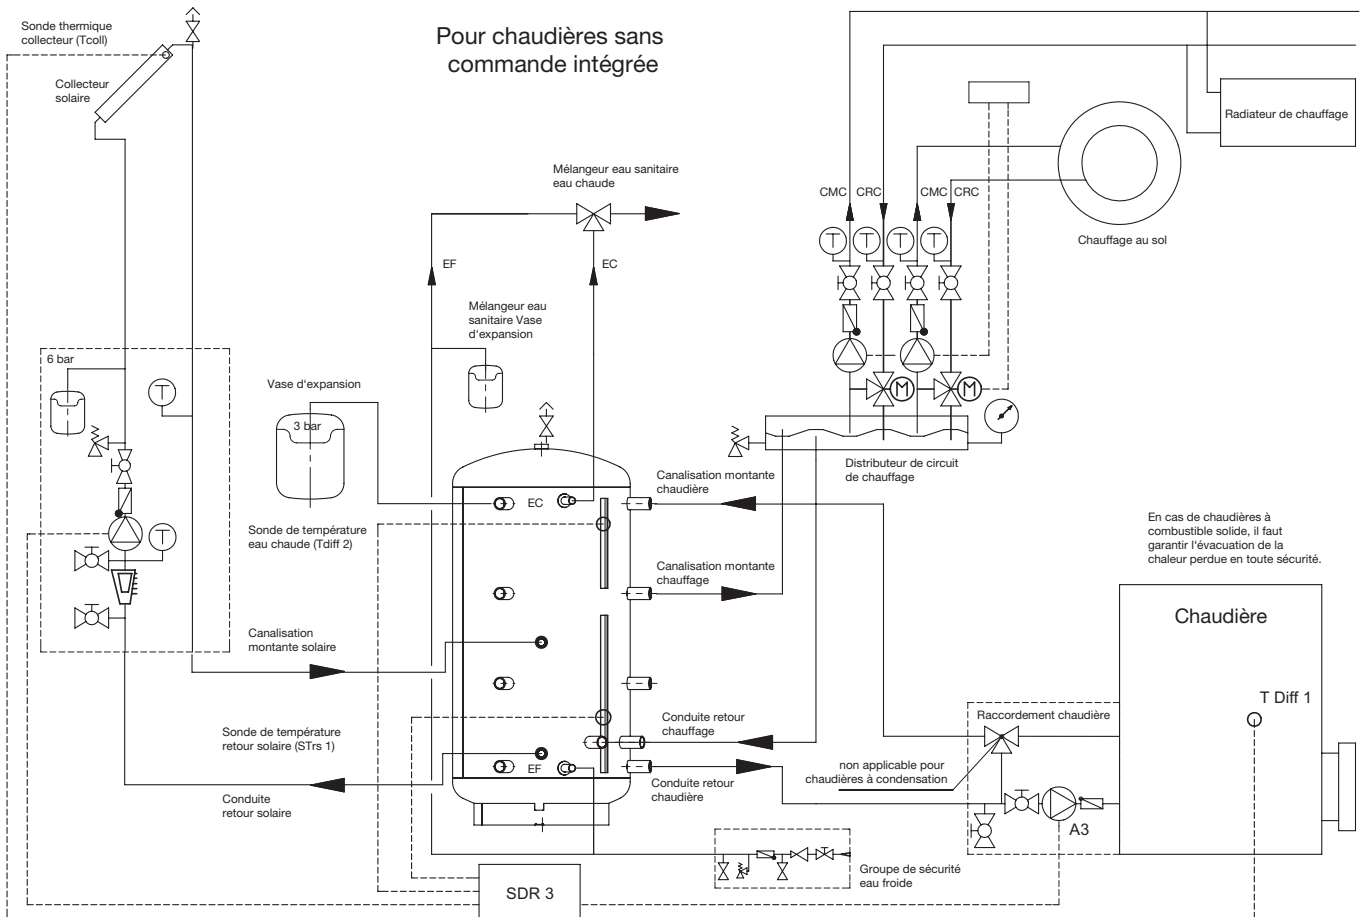 Sonde thermique
collecteur (Tcoll)
Pour chaudières sans
commande intégrée
Collecteur
solaire
Radiateur de chauffage
Mélangeur eau sanitaire
eau chaude
CMC
CRC
CMC
CRC
T
T
T
T
Chauffage au sol
EF
EC
Mélangeur eau
sanitaire Vase
d'expansion
6 bar
T
Vase d'expansion
3 bar
M
M
Distributeur de circuit
de chauffage
EC
Canalisation montante
chaudière
Sonde de température
eau chaude (Tdiff 2)
T
En cas de chaudières à
combustible solide, il faut
garantir l'évacuation de la
chaleur perdue en toute sécurité.
Canalisation montante
chauffage
Chaudière
Canalisation
montante solaire
T Diff 1
Sonde de température
retour solaire (STrs 1)
Conduite retour
chauffage
Raccordement chaudière
EF
non applicable pour
chaudières à condensation
Conduite
retour solaire
Conduite retour
chaudière
A3
Groupe de sécurité
eau froide
SDR 3